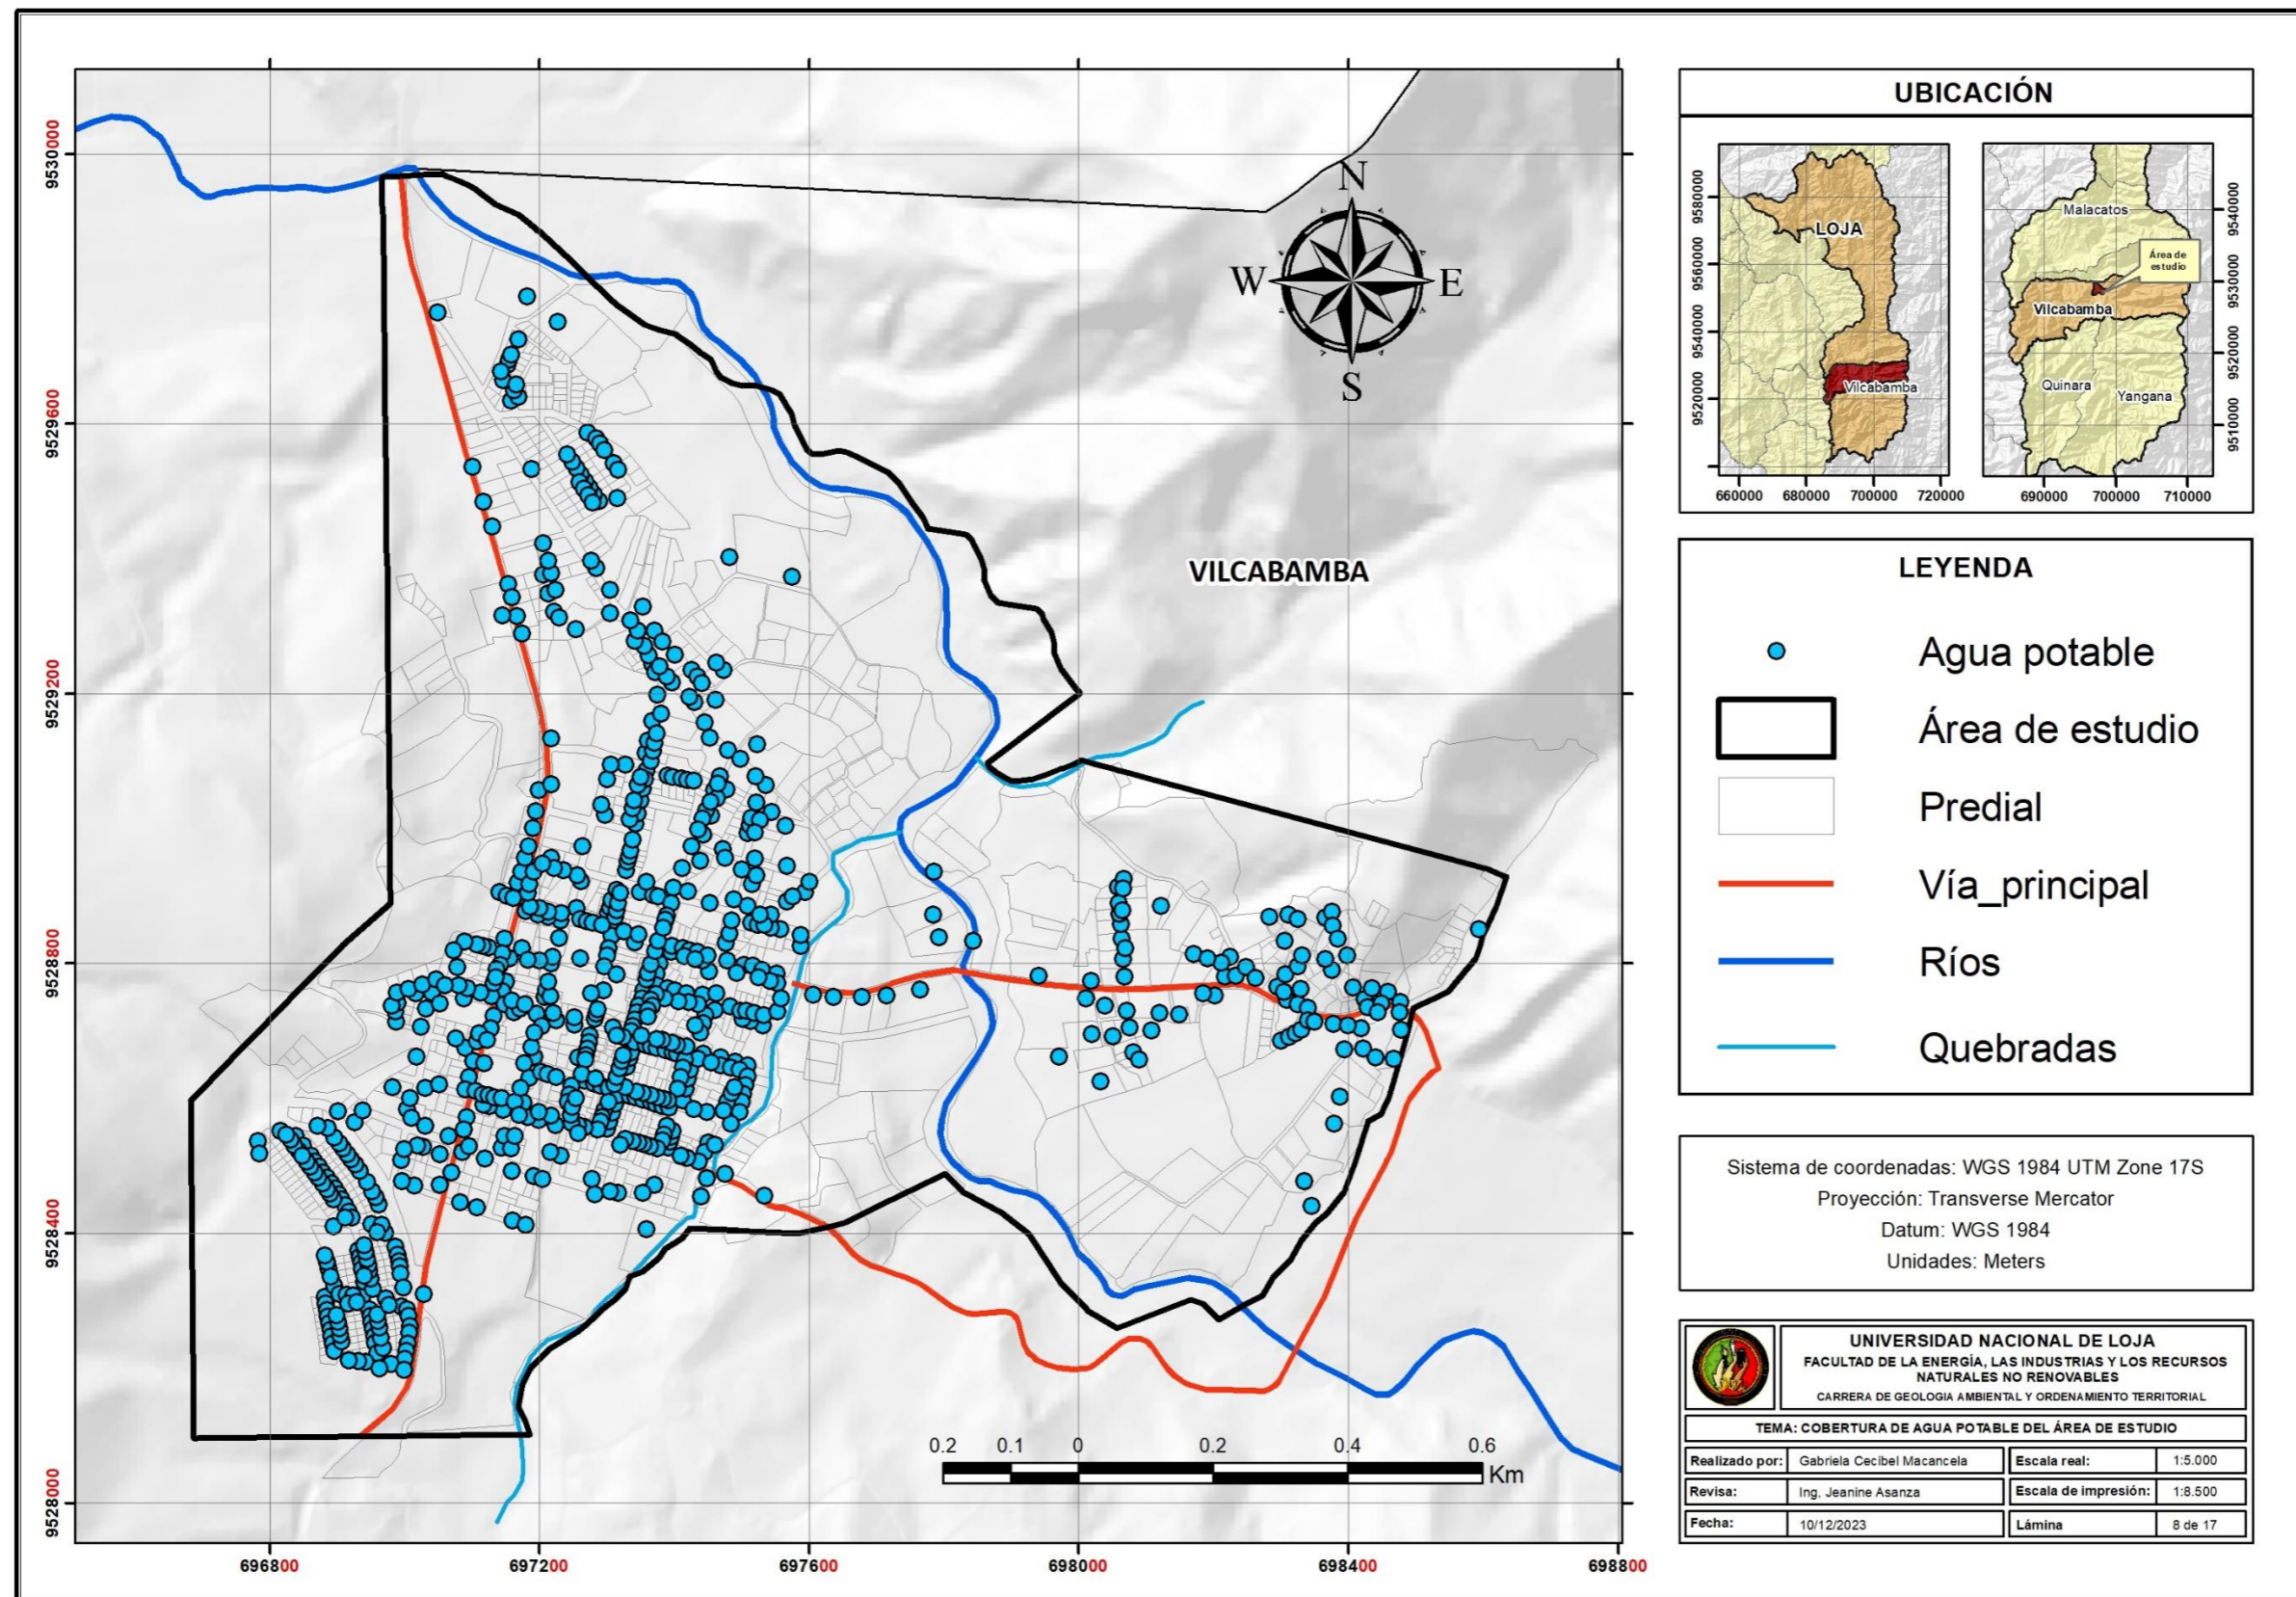 9530000
9529600
9529200
9528800
9528400
9528000
696800
697200
697600
698000
698400
698800
N
W
E
S
VILCABAMBA
0.2
0.1
0
0.2
0.4
0.6
Km
UBICACIÓN
9580000
9560000
9540000
9520000
LOJA
Vilcabamba
660000
680000
700000
720000
Malacatos
Área de
estudio
Vilcabamba
Quinara
Yangana
9540000
9530000
9520000
9510000
690000
700000
710000
LEYENDA
Agua potable
Área de estudio
Predial
Vía_principal
Ríos
Quebradas
Sistema de coordenadas: WGS 1984 UTM Zone 17S
Proyección: Transverse Mercator
Datum: WGS 1984
Unidades: Meters
UNIVERSIDAD NACIONAL DE LOJA
FACULTAD DE LA ENERGÍA, LAS INDUSTRIAS Y LOS RECURSOS
NATURALES NO RENOVABLES
CARRERA DE GEOLOGIA AMBIENTAL Y ORDENAMIENTO TERRITORIAL
TEMA: COBERTURA DE AGUA POTABLE DEL ÁREA DE ESTUDIO
Realizado por: Gabriela Cecibel Macancela Escala real: 1:5.000
Revisa: Ing. Jeanine Asanza Escala de impresión: 1:8.500
Fecha: 10/12/2023 Lámina 8 de 17